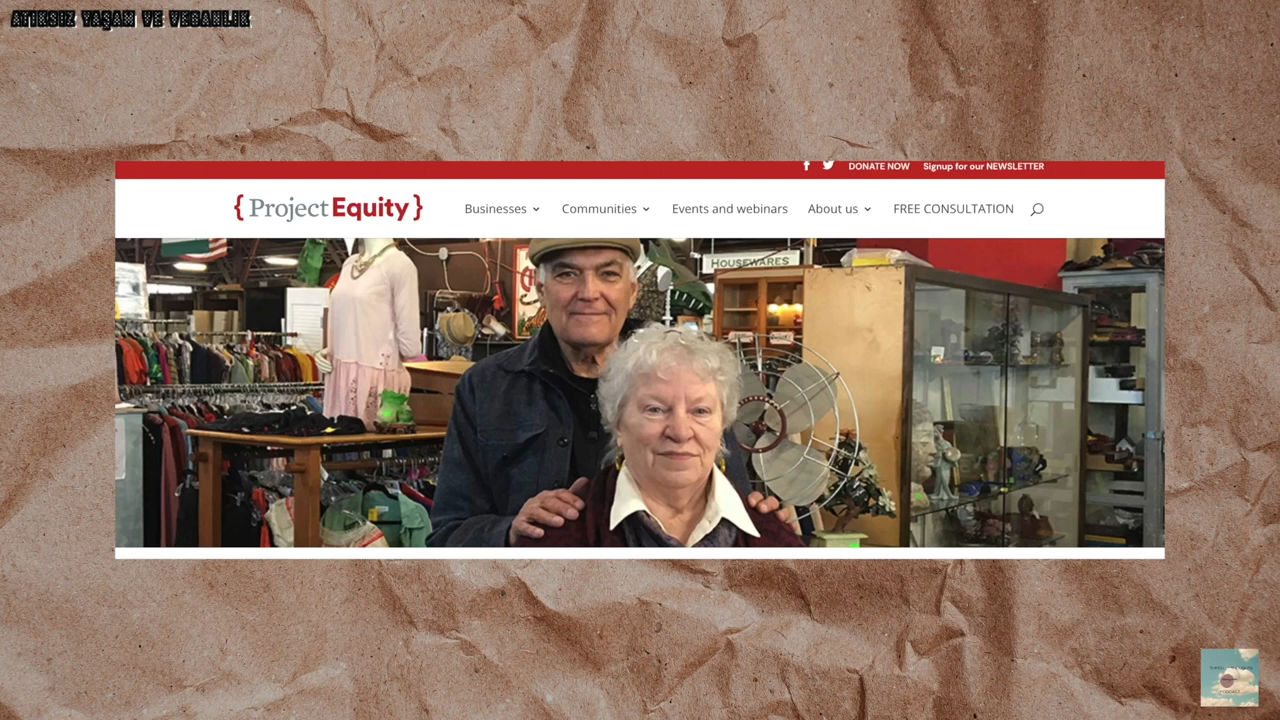 ATIKSIZ YAŞAM VE VEGANLIK
DONATE NOW Signup for our NEWSLETTER
{ Project Equity }
Businesses Communities Events and webinars About us FREE CONSULTATION
HOUSEWARES